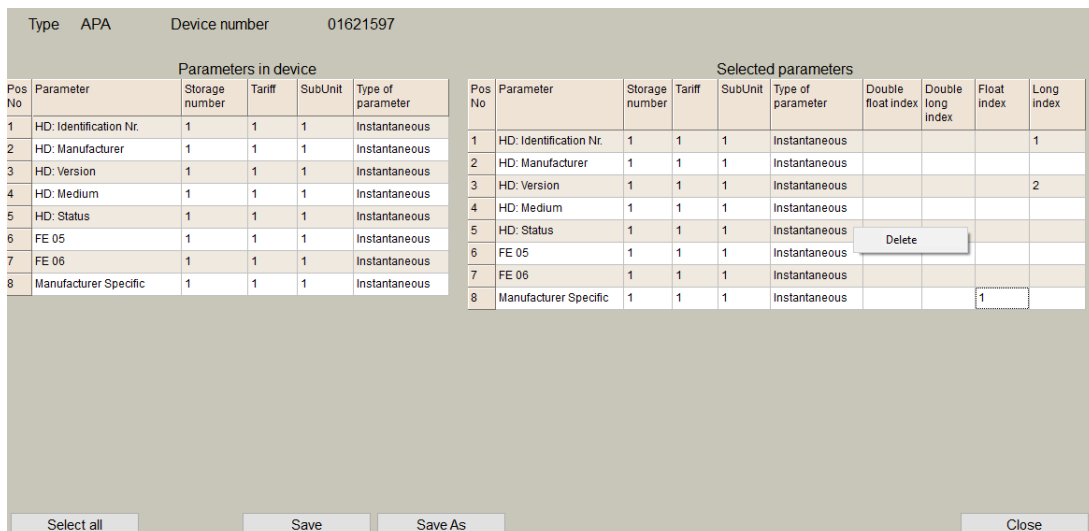 Type APA Device number 01621597
Parameters in device
Pos No Parameter Storage number Tariff SubUnit Type of parameter
1 HD: Identification Nr. 1 1 1 Instantaneous
2 HD: Manufacturer 1 1 1 Instantaneous
3 HD: Version 1 1 1 Instantaneous
4 HD: Medium 1 1 1 Instantaneous
5 HD: Status 1 1 1 Instantaneous
6 FE 05 1 1 1 Instantaneous
7 FE 06 1 1 1 Instantaneous
8 Manufacturer Specific 1 1 1 Instantaneous
Selected parameters
Pos No Parameter Storage number Tariff SubUnit Type of parameter Double float index Double long index Float index Long index
1 HD: Identification Nr. 1 1 1 Instantaneous 1
2 HD: Manufacturer 1 1 1 Instantaneous
3 HD: Version 1 1 1 Instantaneous 2
4 HD: Medium 1 1 1 Instantaneous
5 HD: Status 1 1 1 Instantaneous
Delete
6 FE 05 1 1 1 Instantaneous
7 FE 06 1 1 1 Instantaneous
8 Manufacturer Specific 1 1 1 Instantaneous 1
Select all Save Save As Close